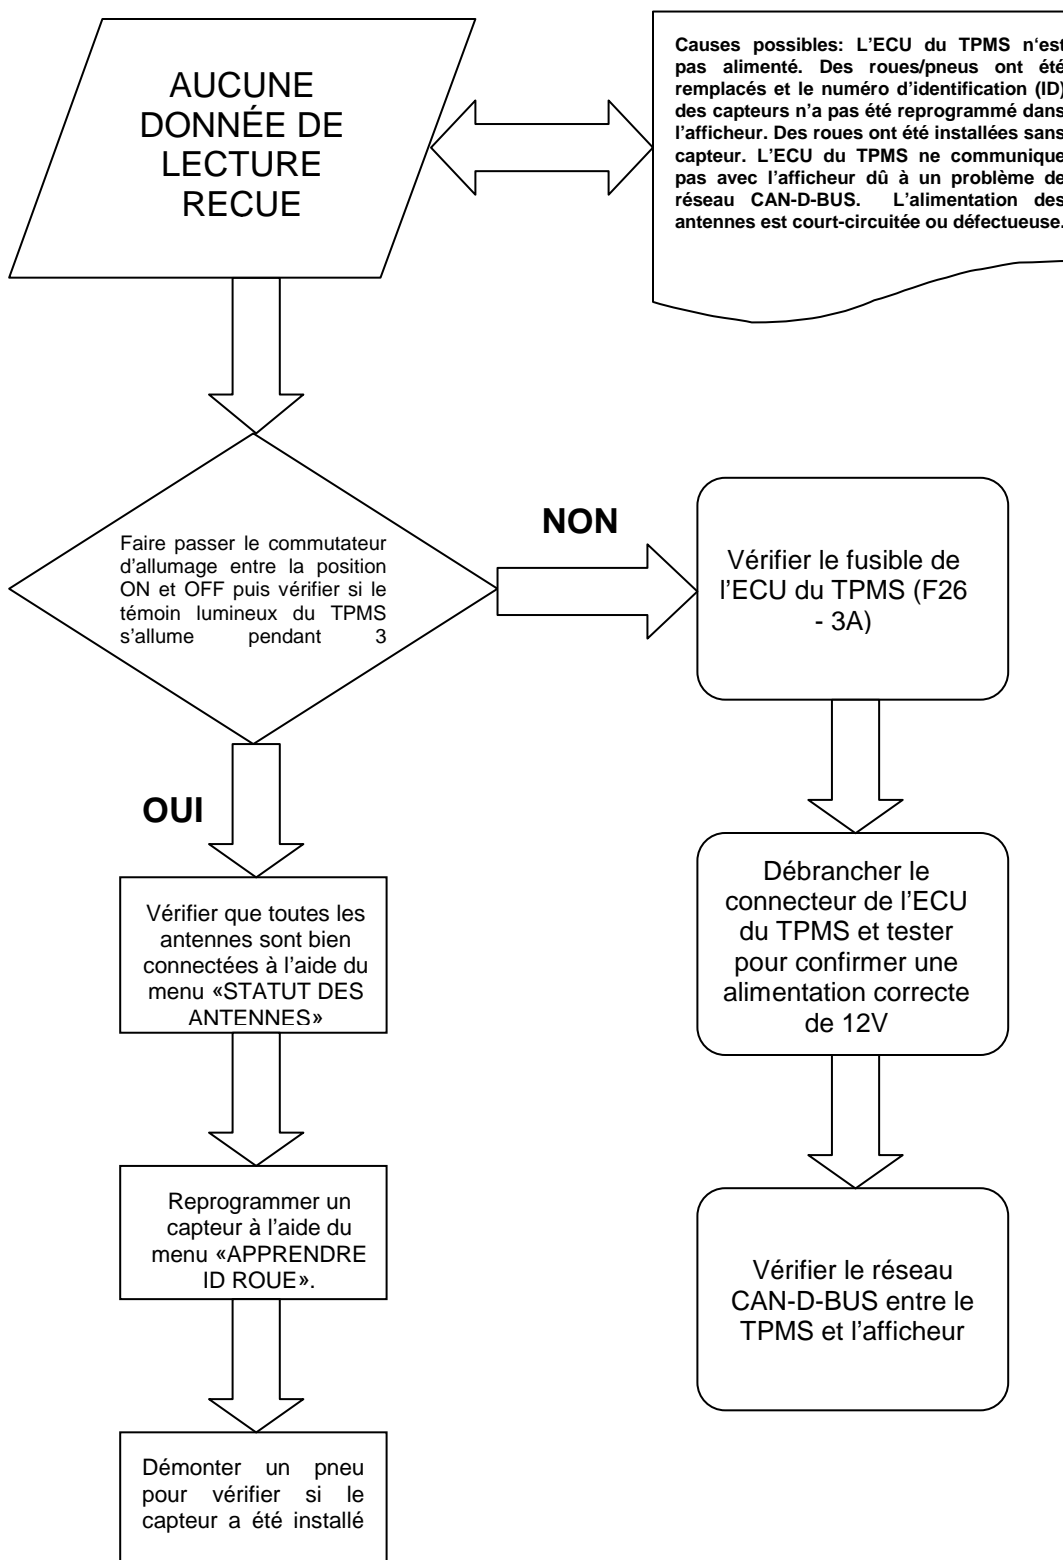 AUCUNE
DONNÉE DE
LECTURE
RECUE
Causes possibles: L’ECU du TPMS n‘est
pas alimenté. Des roues/pneus ont été
remplacés et le numéro d’identification (ID)
des capteurs n’a pas été reprogrammé dans
l’afficheur. Des roues ont été installées sans
capteur. L’ECU du TPMS ne communique
pas avec l’afficheur dû à un problème de
réseau CAN-D-BUS. L’alimentation des
antennes est court-circuitée ou défectueuse.
Faire passer le commutateur
d’allumage entre la position
ON et OFF puis vérifier si le
témoin lumineux du TPMS
s’allume pendant 3
NON
Vérifier le fusible de
l’ECU du TPMS (F26
- 3A)
OUI
Vérifier que toutes les
antennes sont bien
connectées à l’aide du
menu «STATUT DES
ANTENNES»
Débrancher le
connecteur de l’ECU
du TPMS et tester
pour confirmer une
alimentation correcte
de 12V
Reprogrammer un
capteur à l’aide du
menu «APPRENDRE
ID ROUE».
Vérifier le réseau
CAN-D-BUS entre le
TPMS et l’afficheur
Démonter un pneu
pour vérifier si le
capteur a été installé